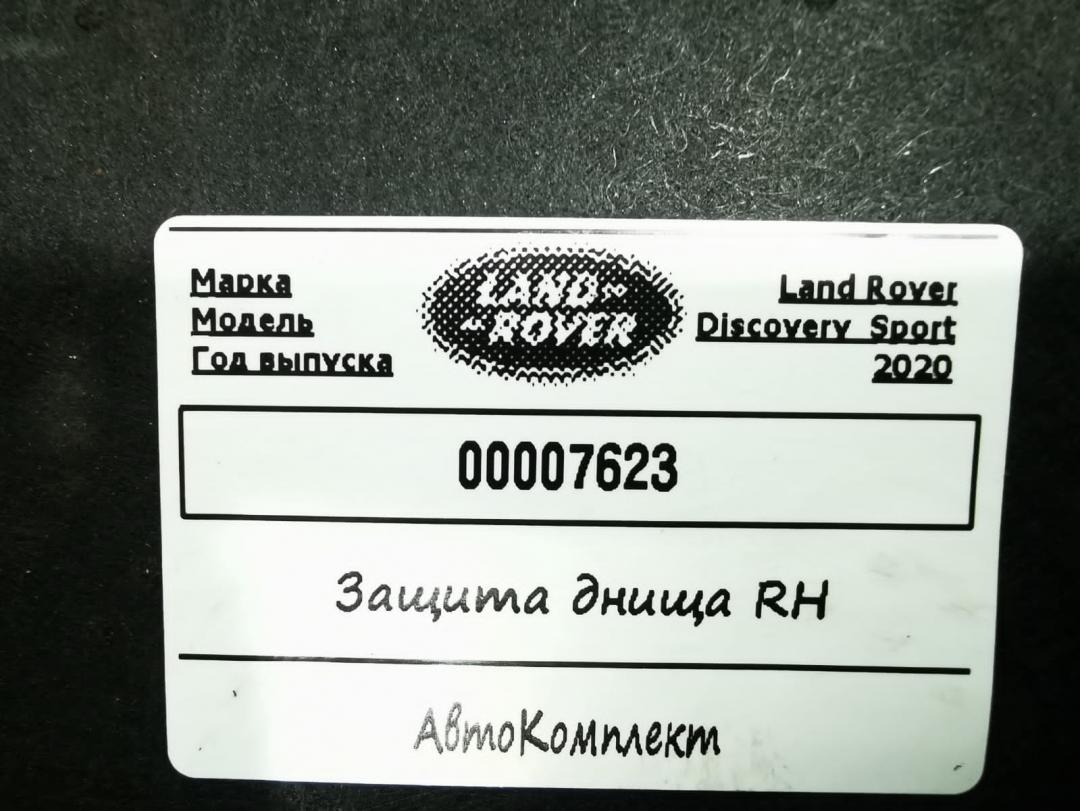 Марка LAND Land Rover
Модель ROVER Discovery Sport
Год выпуска 2020
00007623
Защита днища RH
АвтоКомплект